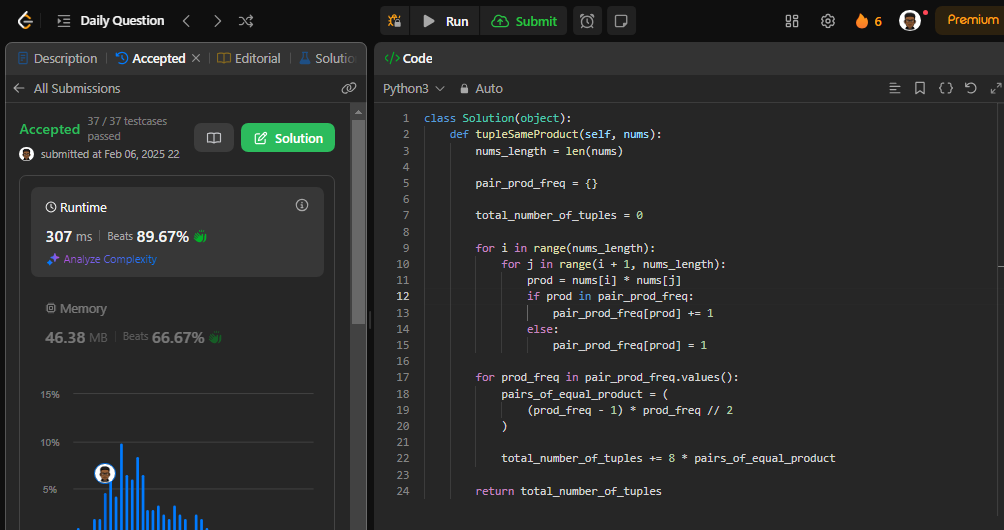 Daily Question
Run
Submit
6
Premium
Description
Accepted
Editorial
Solutio
All Submissions
Accepted
37 / 37 testcases
passed
submitted at Feb 06, 2025 22
Solution
Runtime
307 ms
Beats 89.67%
Analyze Complexity
Memory
46.38 MB
Beats 66.67%
15%
10%
5%
</> Code
Python3
Auto
1 class Solution(object):
2     def tupleSameProduct(self, nums):
3         nums_length = len(nums)
4
5         pair_prod_freq = {}
6
7         total_number_of_tuples = 0
8
9         for i in range(nums_length):
10             for j in range(i + 1, nums_length):
11                 prod = nums[i] * nums[j]
12                 if prod in pair_prod_freq:
13                     pair_prod_freq[prod] += 1
14                 else:
15                     pair_prod_freq[prod] = 1
16
17         for prod_freq in pair_prod_freq.values():
18             pairs_of_equal_product = (
19                 (prod_freq - 1) * prod_freq // 2
20             )
21
22             total_number_of_tuples += 8 * pairs_of_equal_product
23
24         return total_number_of_tuples